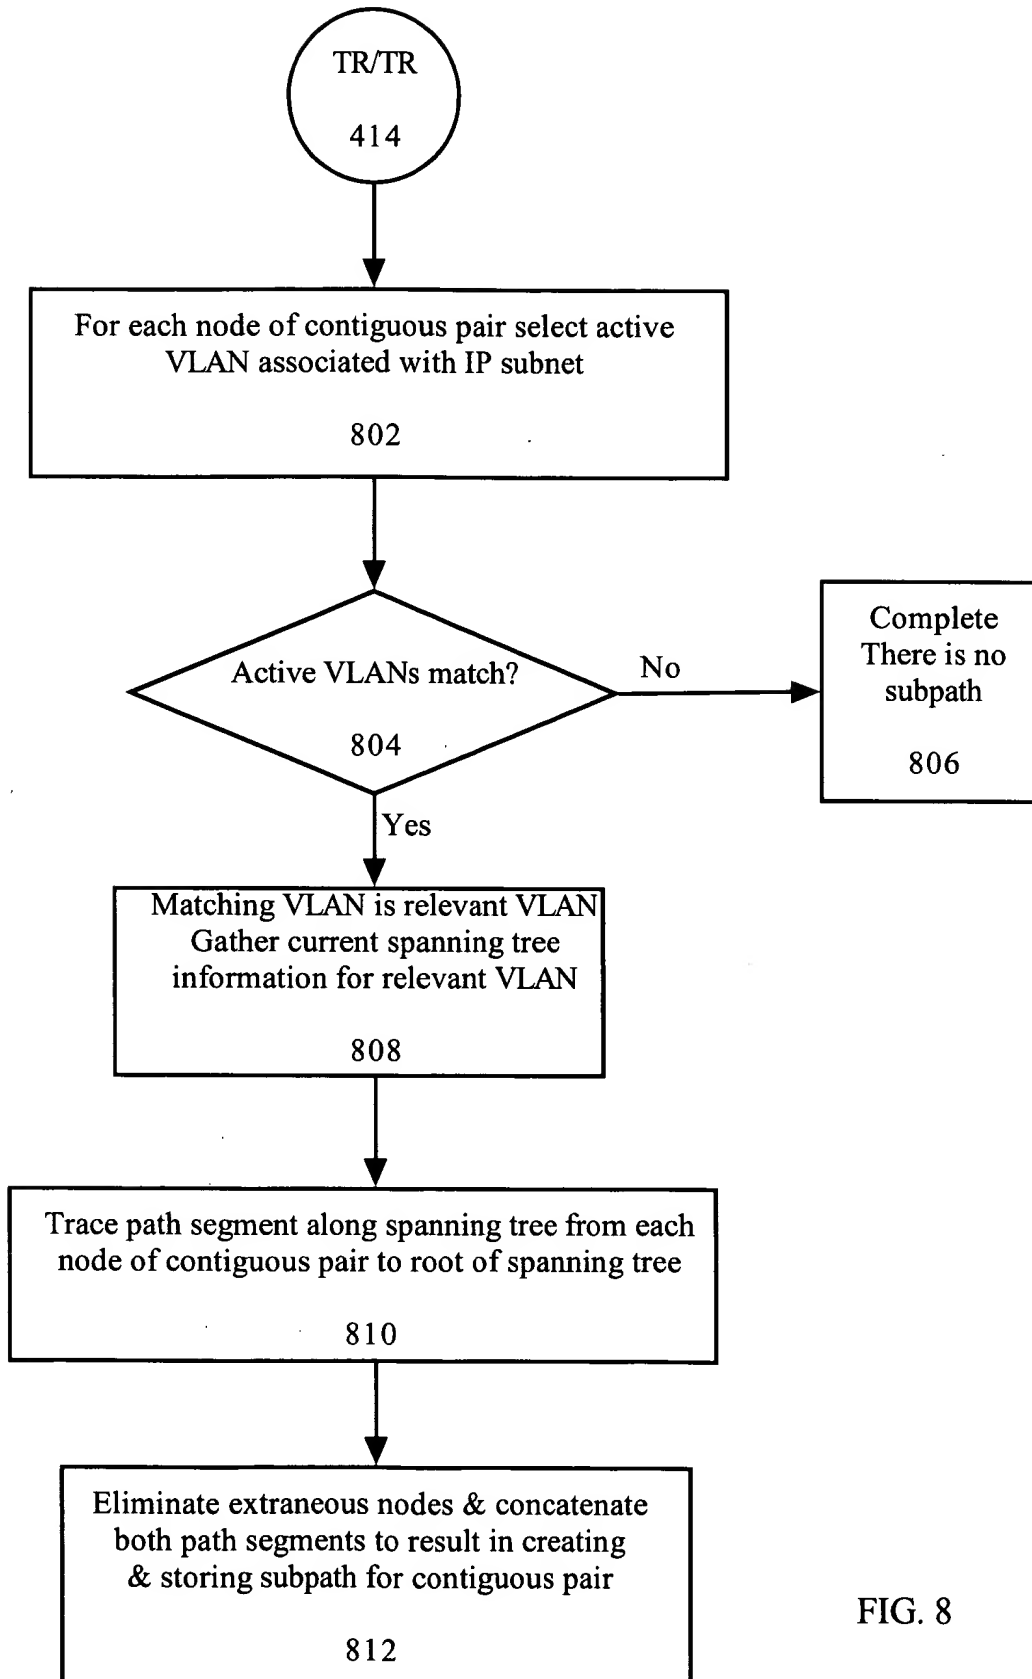 TR/TR
414
For each node of contiguous pair select active
VLAN associated with IP subnet
802
Active VLANs match?
804
No
Complete
There is no
subpath
806
Yes
Matching VLAN is relevant VLAN
Gather current spanning tree
information for relevant VLAN
808
Trace path segment along spanning tree from each
node of contiguous pair to root of spanning tree
810
Eliminate extraneous nodes & concatenate
both path segments to result in creating
& storing subpath for contiguous pair
812
FIG. 8